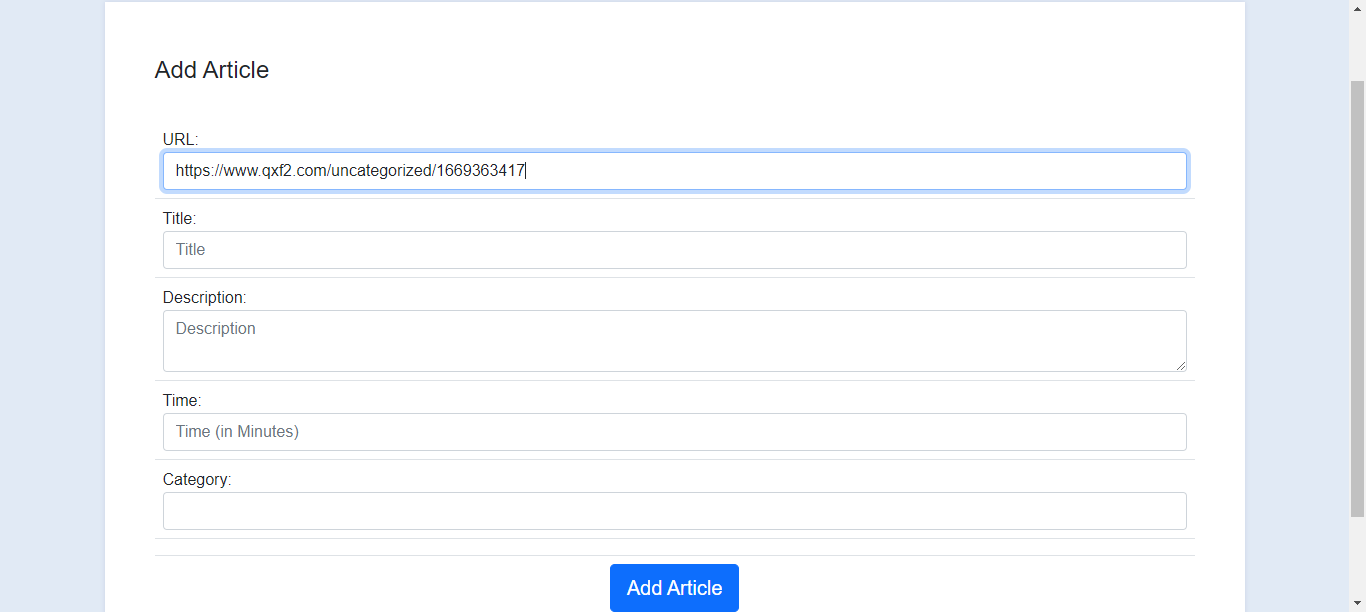 Add Article
URL:
https://www.qxf2.com/uncategorized/1669363417
Title:
Title
Description:
Description
Time:
Time (in Minutes)
Category:
Add Article